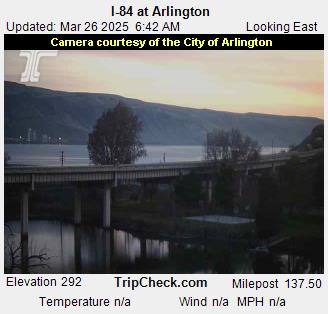 I-84 at Arlington
Updated: Mar 26 2025 6:42 AM Looking East
Camera courtesy of the City of Arlington
Elevation 292 TripCheck.com Milepost 137.50
Temperature n/a Wind n/a MPH n/a